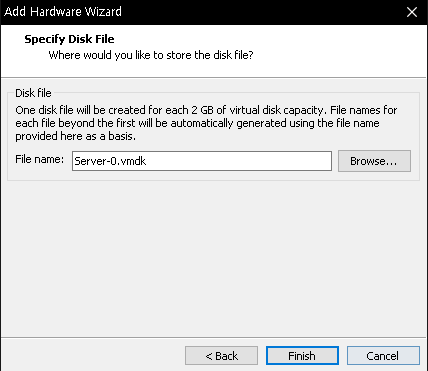 Add Hardware Wizard
Specify Disk File
Where would you like to store the disk file?
Disk file
One disk file will be created for each 2 GB of virtual disk capacity. File names for
each file beyond the first will be automatically generated using the file name
provided here as a basis.
File name: Server-0.vmdk Browse...
< Back Finish Cancel